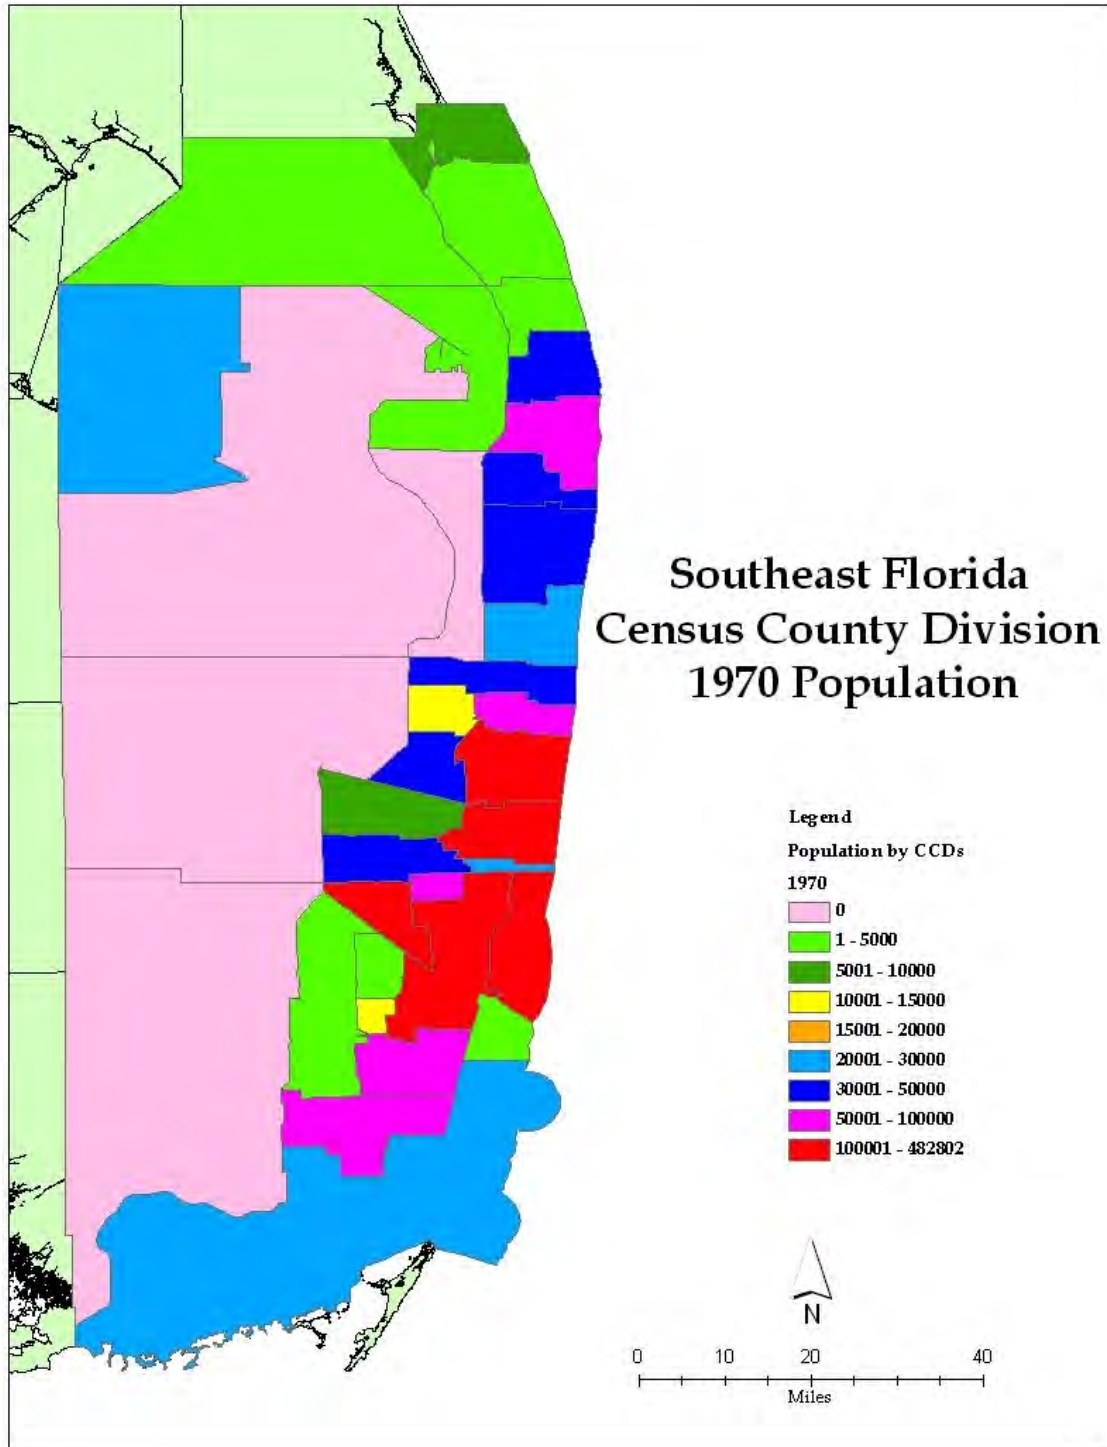 Southeast Florida
Census County Division
1970 Population
Legend
Population by CCDs
1970
0
1 - 5000
5001 - 10000
10001 - 15000
15001 - 20000
20001 - 30000
30001 - 50000
50001 - 100000
100001 - 482802
N
0 10 20 40
Miles